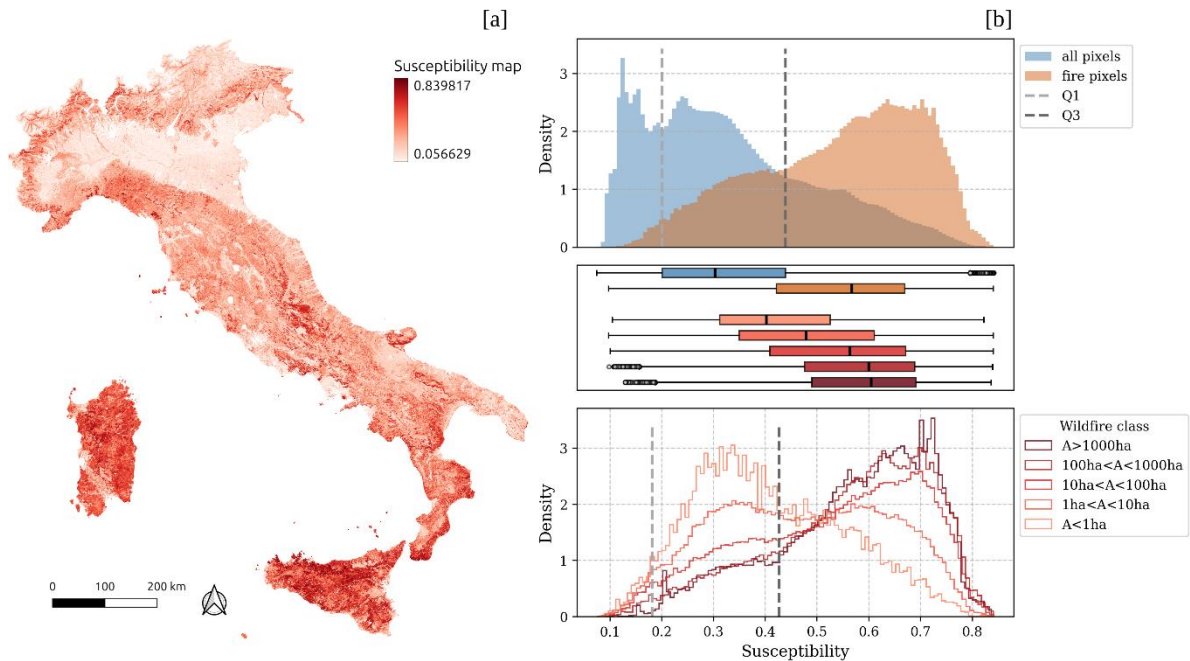 [a]
Susceptibility map
0.839817
0.056629
0 100 200 km
[b]
3
2
1
0
Density
all pixels
fire pixels
Q1
Q3
3
2
1
0
Density
0.1 0.2 0.3 0.4 0.5 0.6 0.7 0.8
Susceptibility
Wildfire class
A>1000ha
100ha<A<1000ha
10ha<A<100ha
1ha<A<10ha
A<1ha